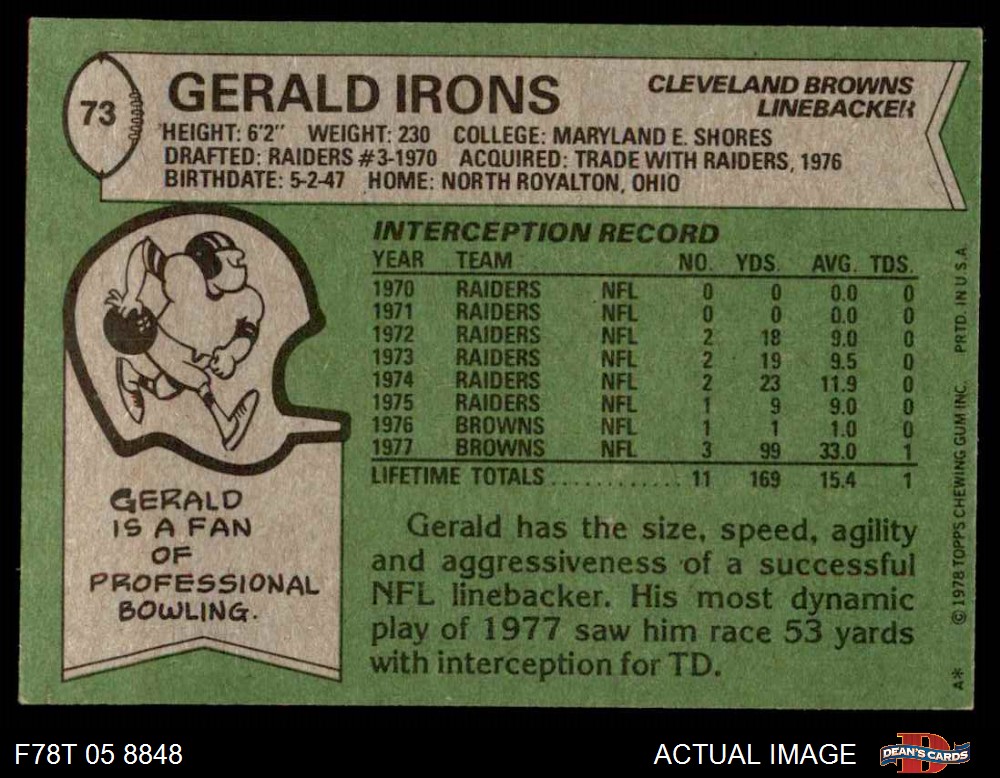 73
GERALD IRONS
CLEVELAND BROWNS
LINEBACKER
HEIGHT: 6'2" WEIGHT: 230 COLLEGE: MARYLAND E. SHORES
DRAFTED: RAIDERS #3-1970 ACQUIRED: TRADE WITH RAIDERS, 1976
BIRTHDATE: 5-2-47 HOME: NORTH ROYALTON, OHIO
INTERCEPTION RECORD
YEAR TEAM NO. YDS. AVG. TDS.
1970 RAIDERS NFL 0 0 0.0 0
1971 RAIDERS NFL 0 0 0.0 0
1972 RAIDERS NFL 2 18 9.0 0
1973 RAIDERS NFL 2 19 9.5 0
1974 RAIDERS NFL 2 23 11.9 0
1975 RAIDERS NFL 1 9 9.0 0
1976 BROWNS NFL 1 1 1.0 0
1977 BROWNS NFL 3 99 33.0 1
LIFETIME TOTALS............ 11 169 15.4 1
GERALD
IS A FAN
OF
PROFESSIONAL
BOWLING.
Gerald has the size, speed, agility
and aggressiveness of a successful
NFL linebacker. His most dynamic
play of 1977 saw him race 53 yards
with interception for TD.
A* © 1978 TOPPS CHEWING GUM INC. PRTD. IN U.S.A.
F78T 05 8848
ACTUAL IMAGE
D
DEAN'S CARDS